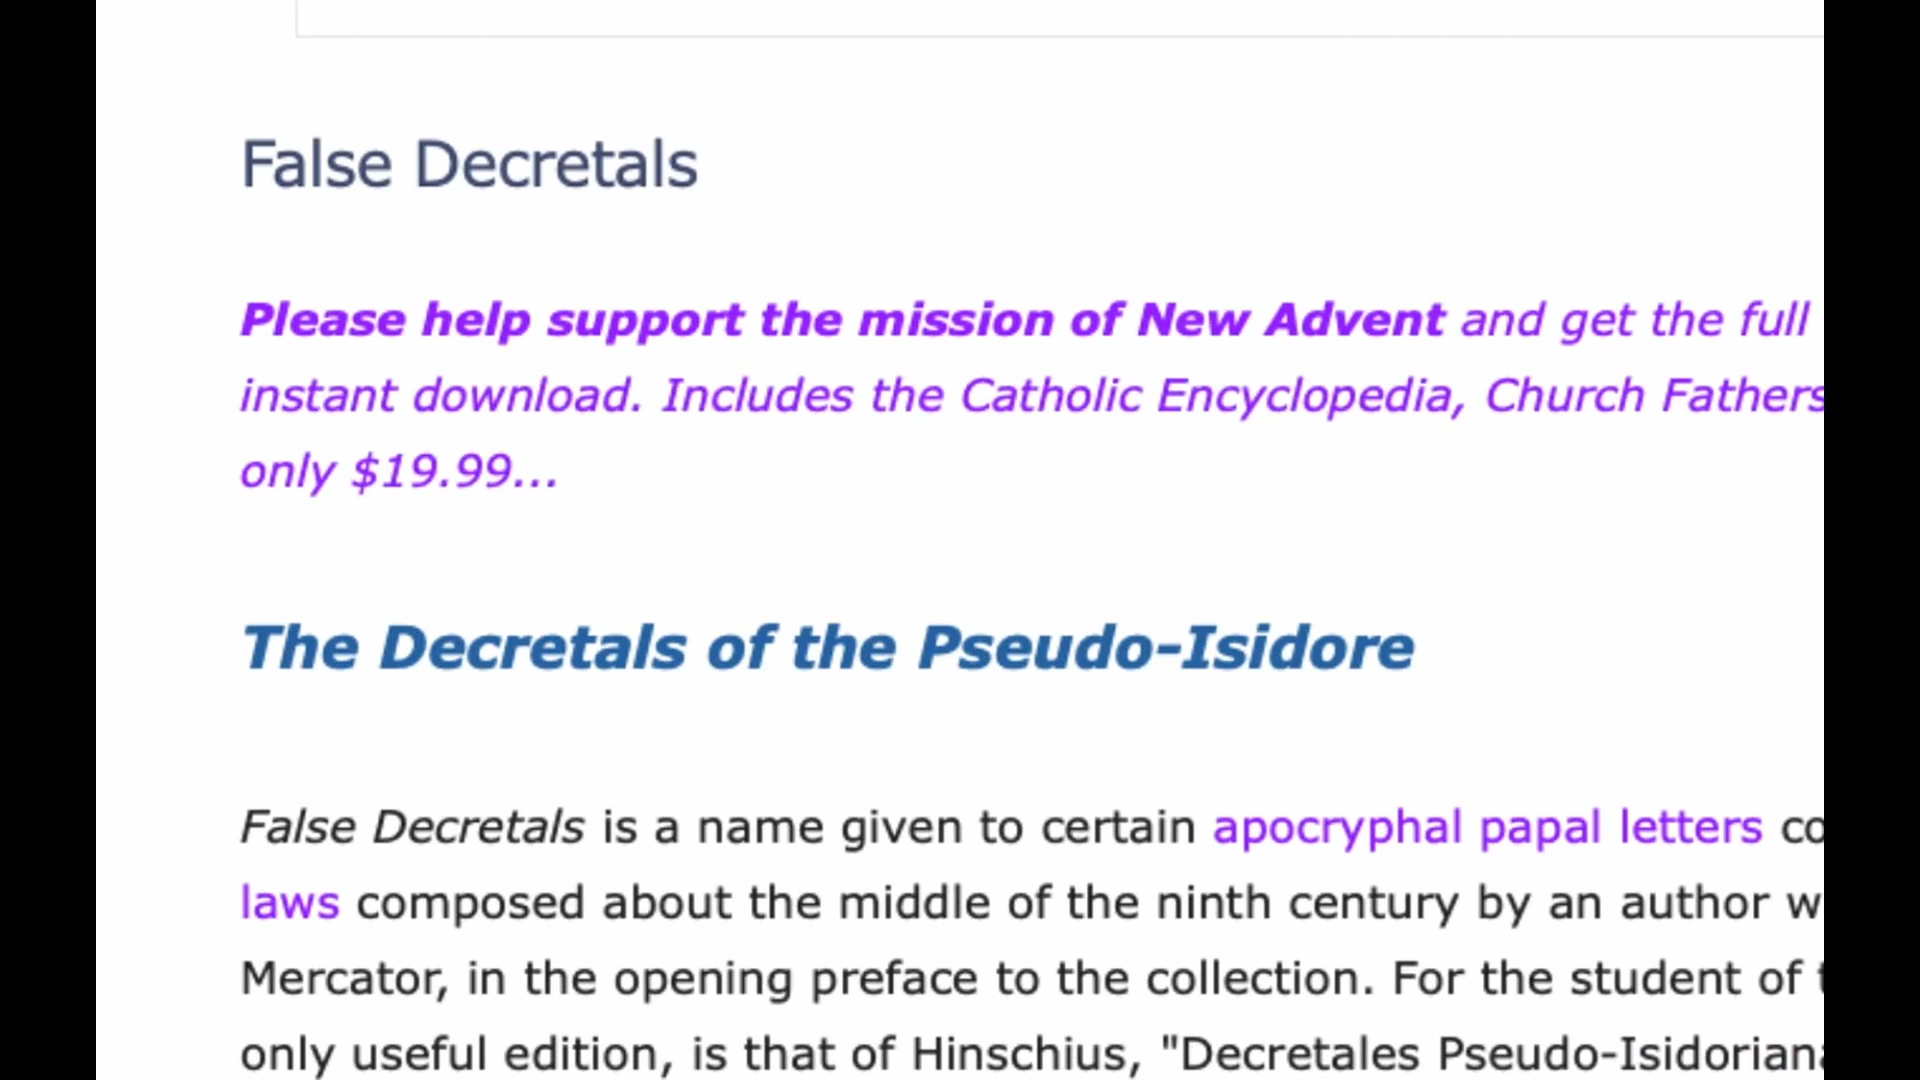 False Decretals
Please help support the mission of New Advent and get the full
instant download. Includes the Catholic Encyclopedia, Church Fathers
only $19.99...
The Decretals of the Pseudo-Isidore
False Decretals is a name given to certain apocryphal papal letters co
laws composed about the middle of the ninth century by an author w
Mercator, in the opening preface to the collection. For the student of
only useful edition, is that of Hinschius, "Decretales Pseudo-Isidorian